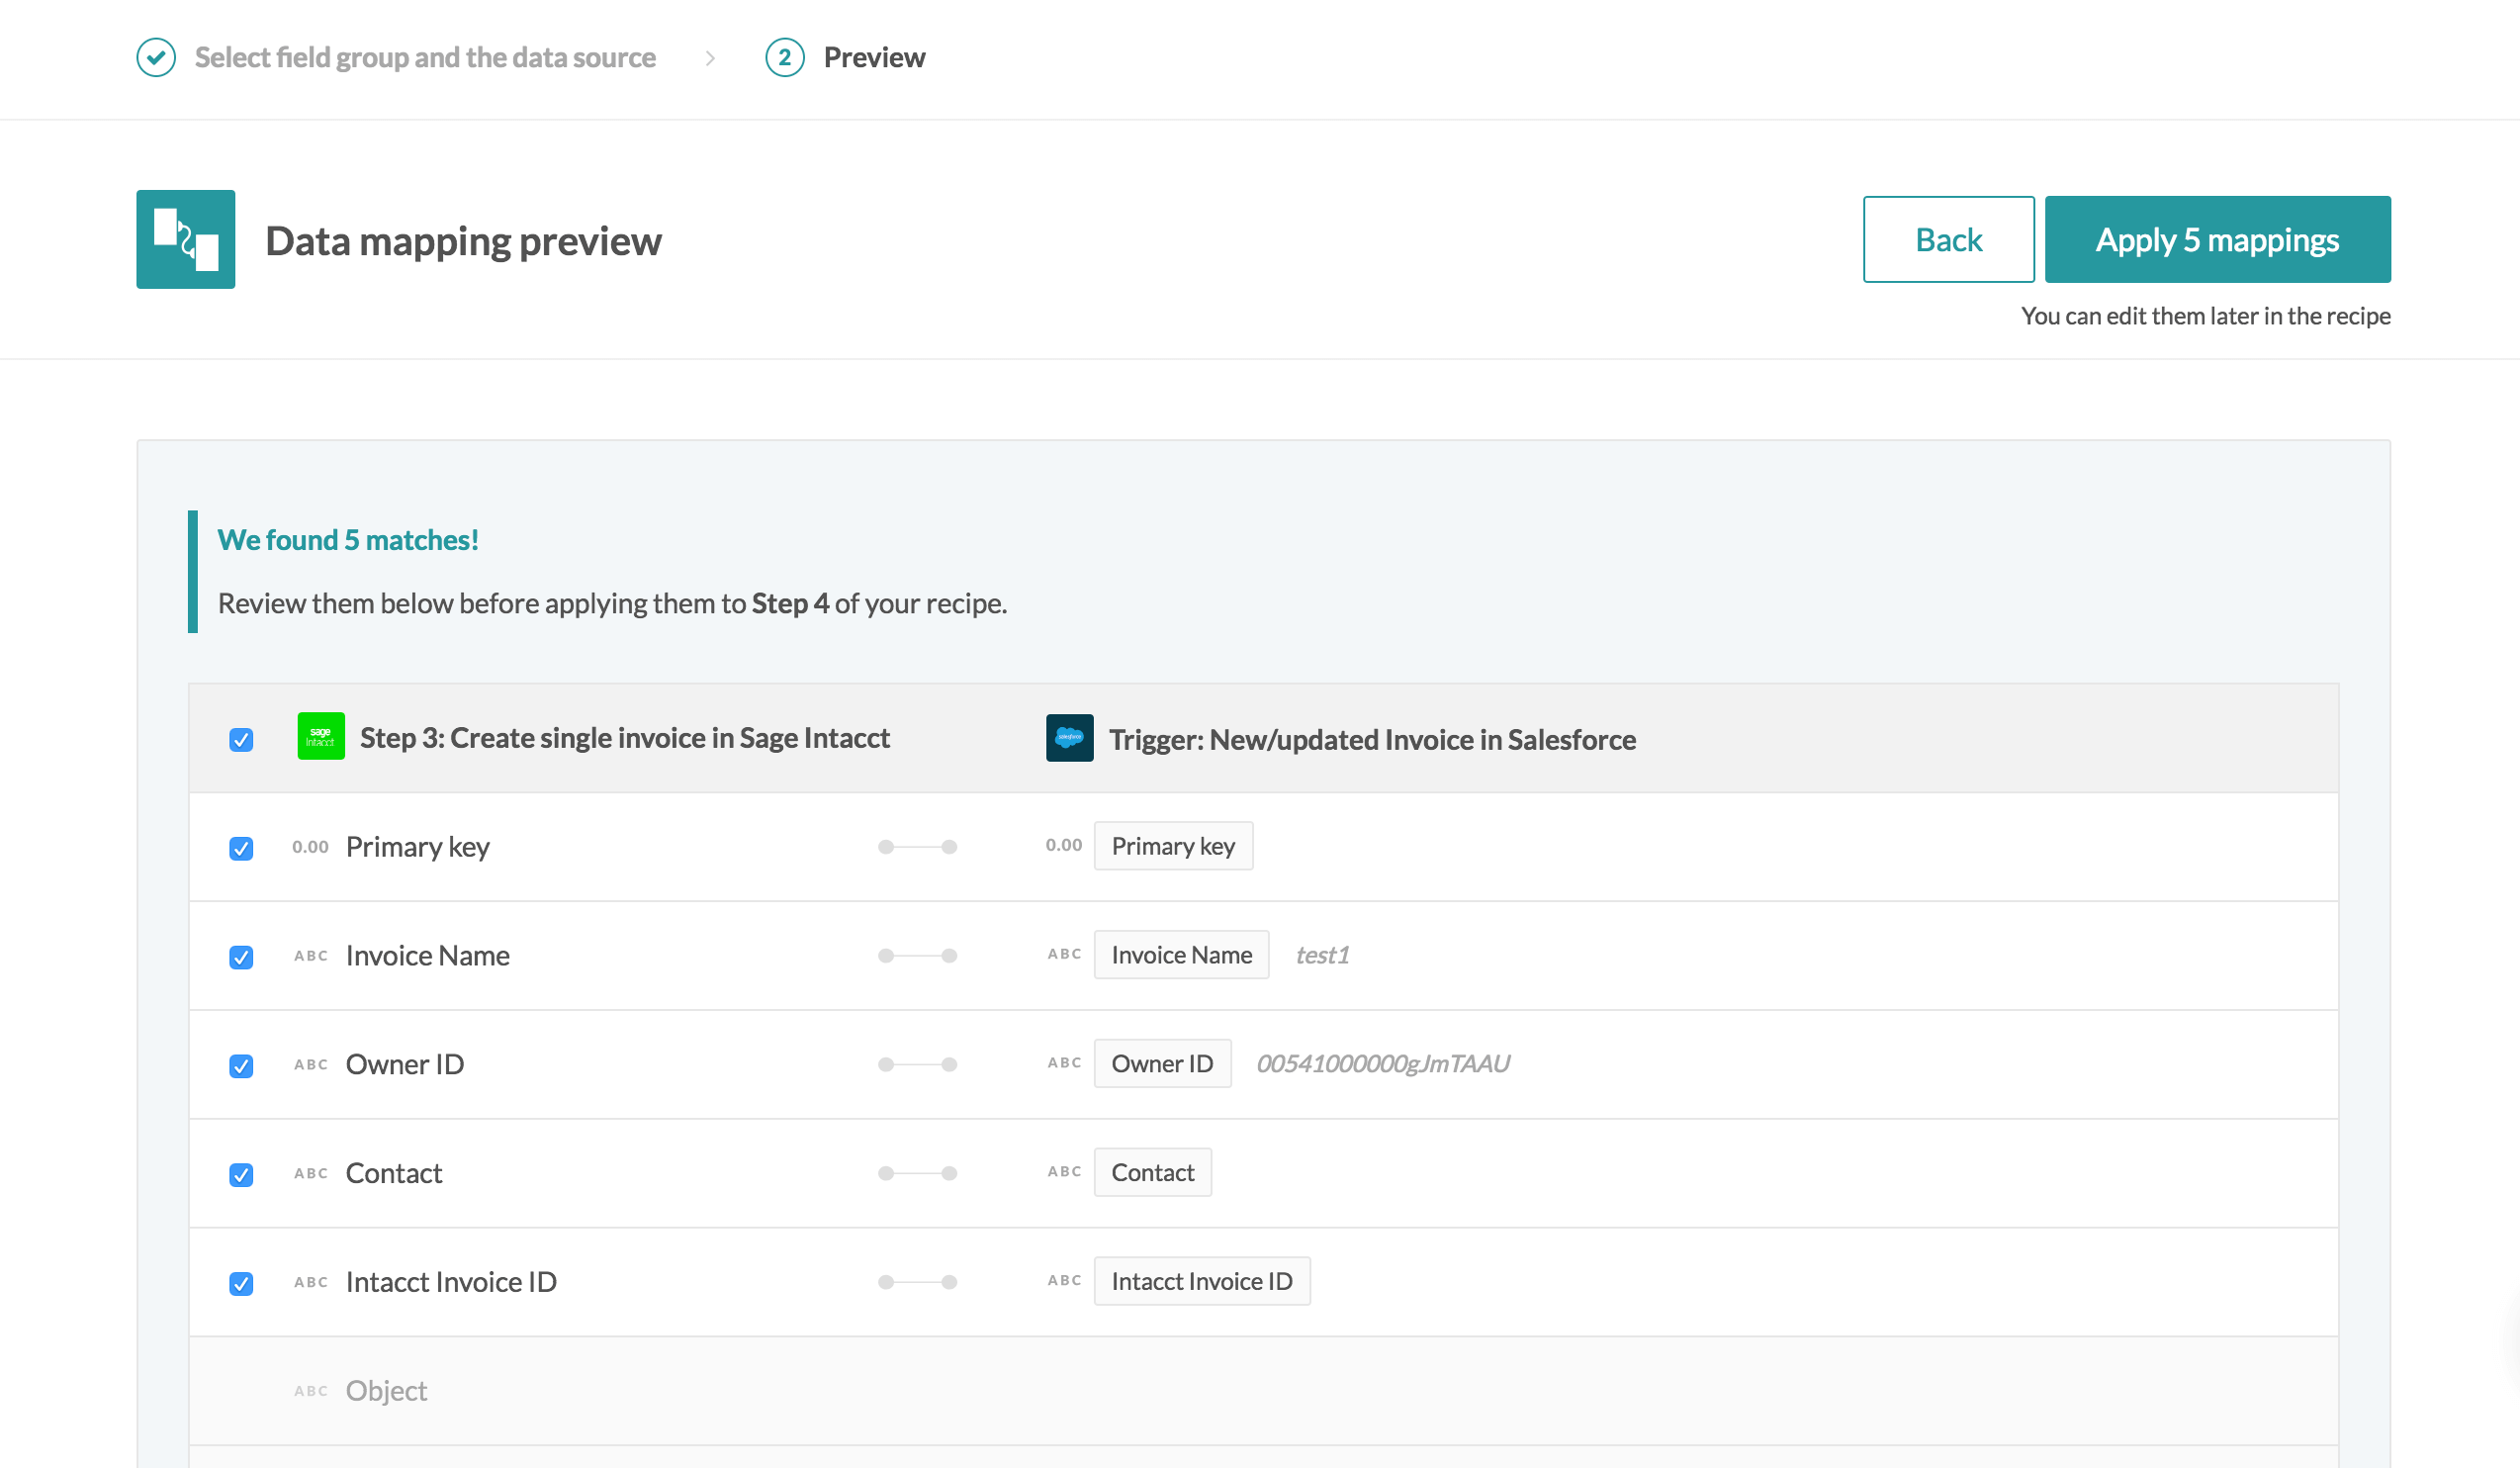 Select field group and the data source
2 Preview
Data mapping preview
Back
Apply 5 mappings
You can edit them later in the recipe
We found 5 matches!
Review them below before applying them to Step 4 of your recipe.
sage
Intacct
Step 3: Create single invoice in Sage Intacct
salesforce
Trigger: New/updated Invoice in Salesforce
0.00 Primary key
0.00 Primary key
ABC Invoice Name
ABC Invoice Name test1
ABC Owner ID
ABC Owner ID 00541000000gJmTAAU
ABC Contact
ABC Contact
ABC Intacct Invoice ID
ABC Intacct Invoice ID
ABC Object